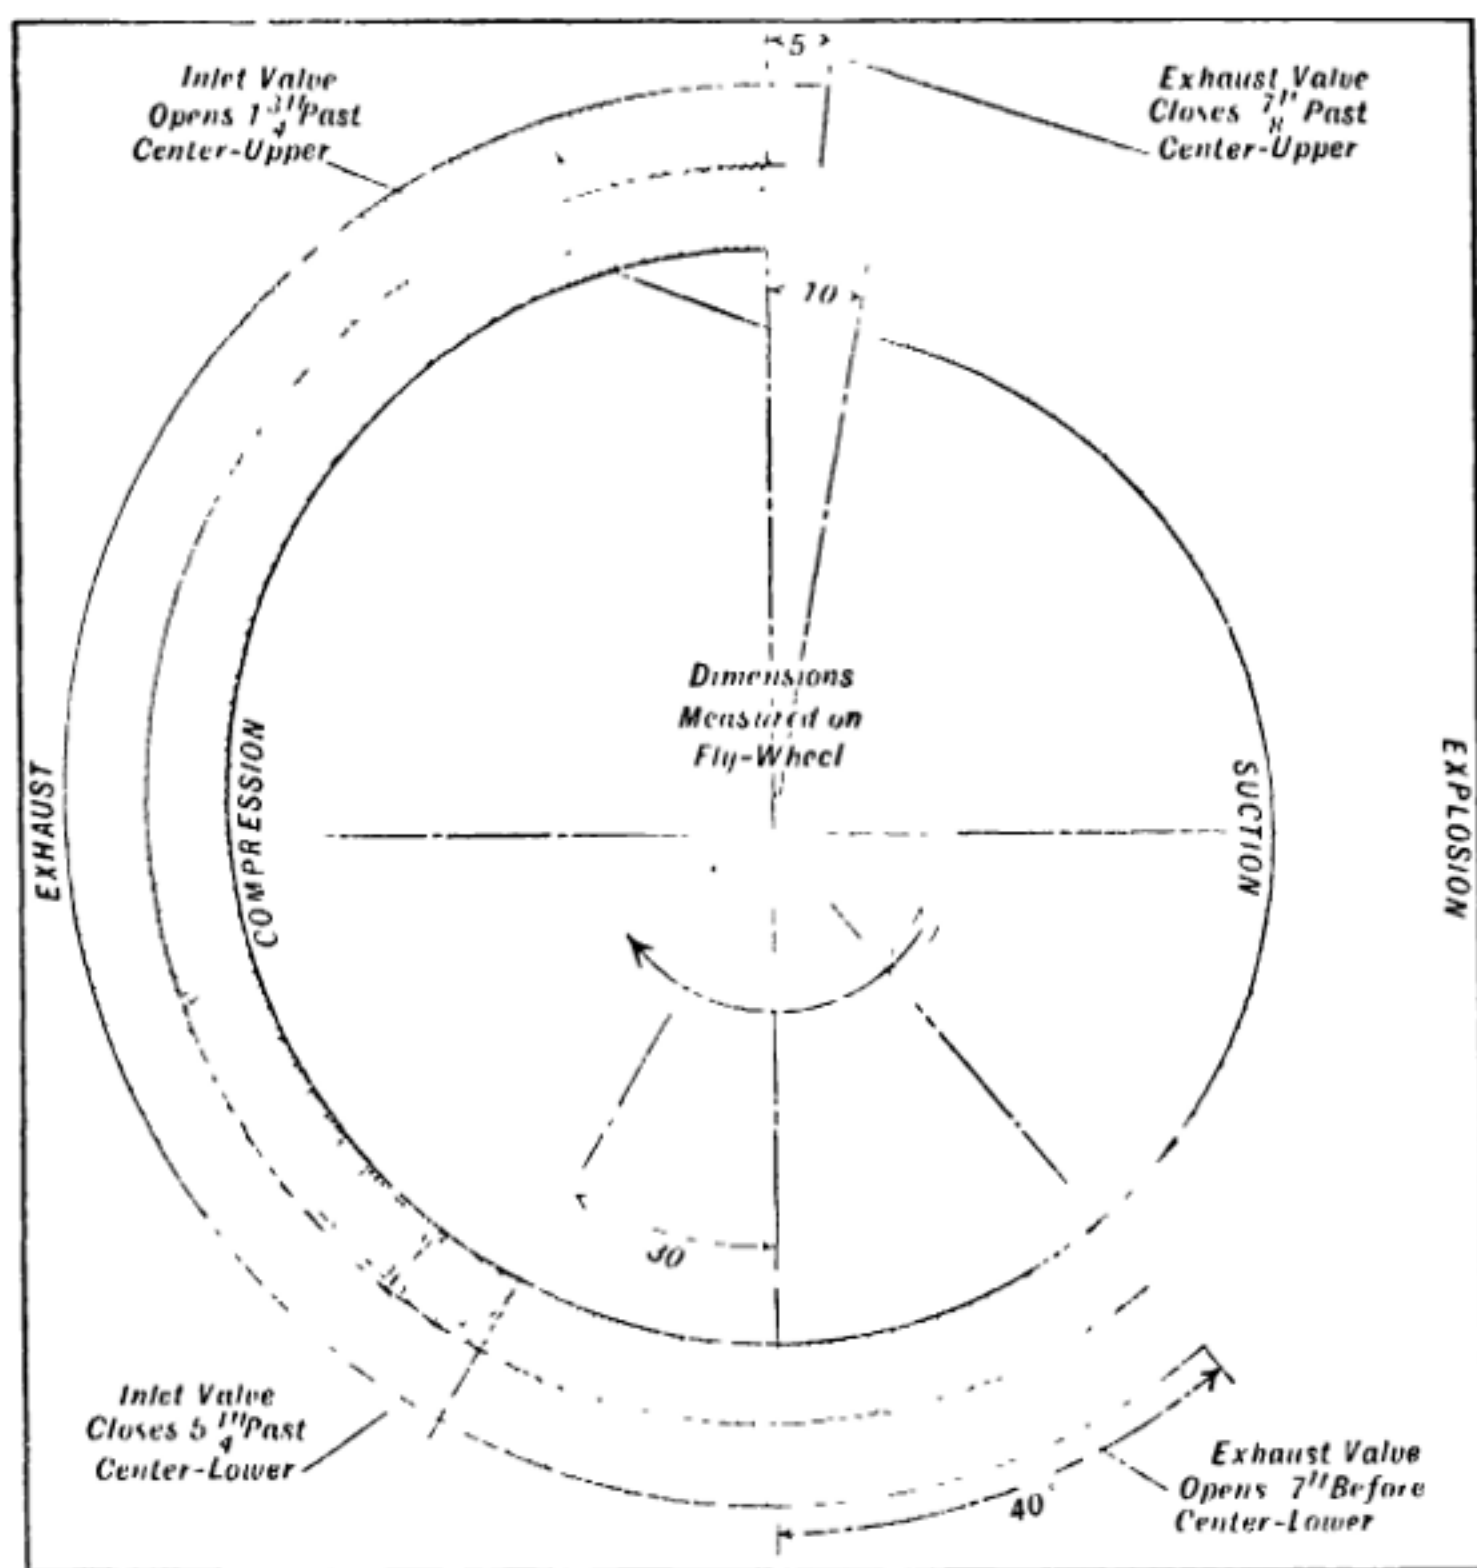 5
Inlet Valve
Opens 1 3/4" Past
Center-Upper
Exhaust Valve
Closes 7/8" Past
Center-Upper
10
Dimensions
Measured on
Fly-Wheel
EXHAUST
COMPRESSION
SUCTION
EXPLOSION
30
Inlet Valve
Closes 5 1/4" Past
Center-Lower
40
Exhaust Valve
Opens 7" Before
Center-Lower